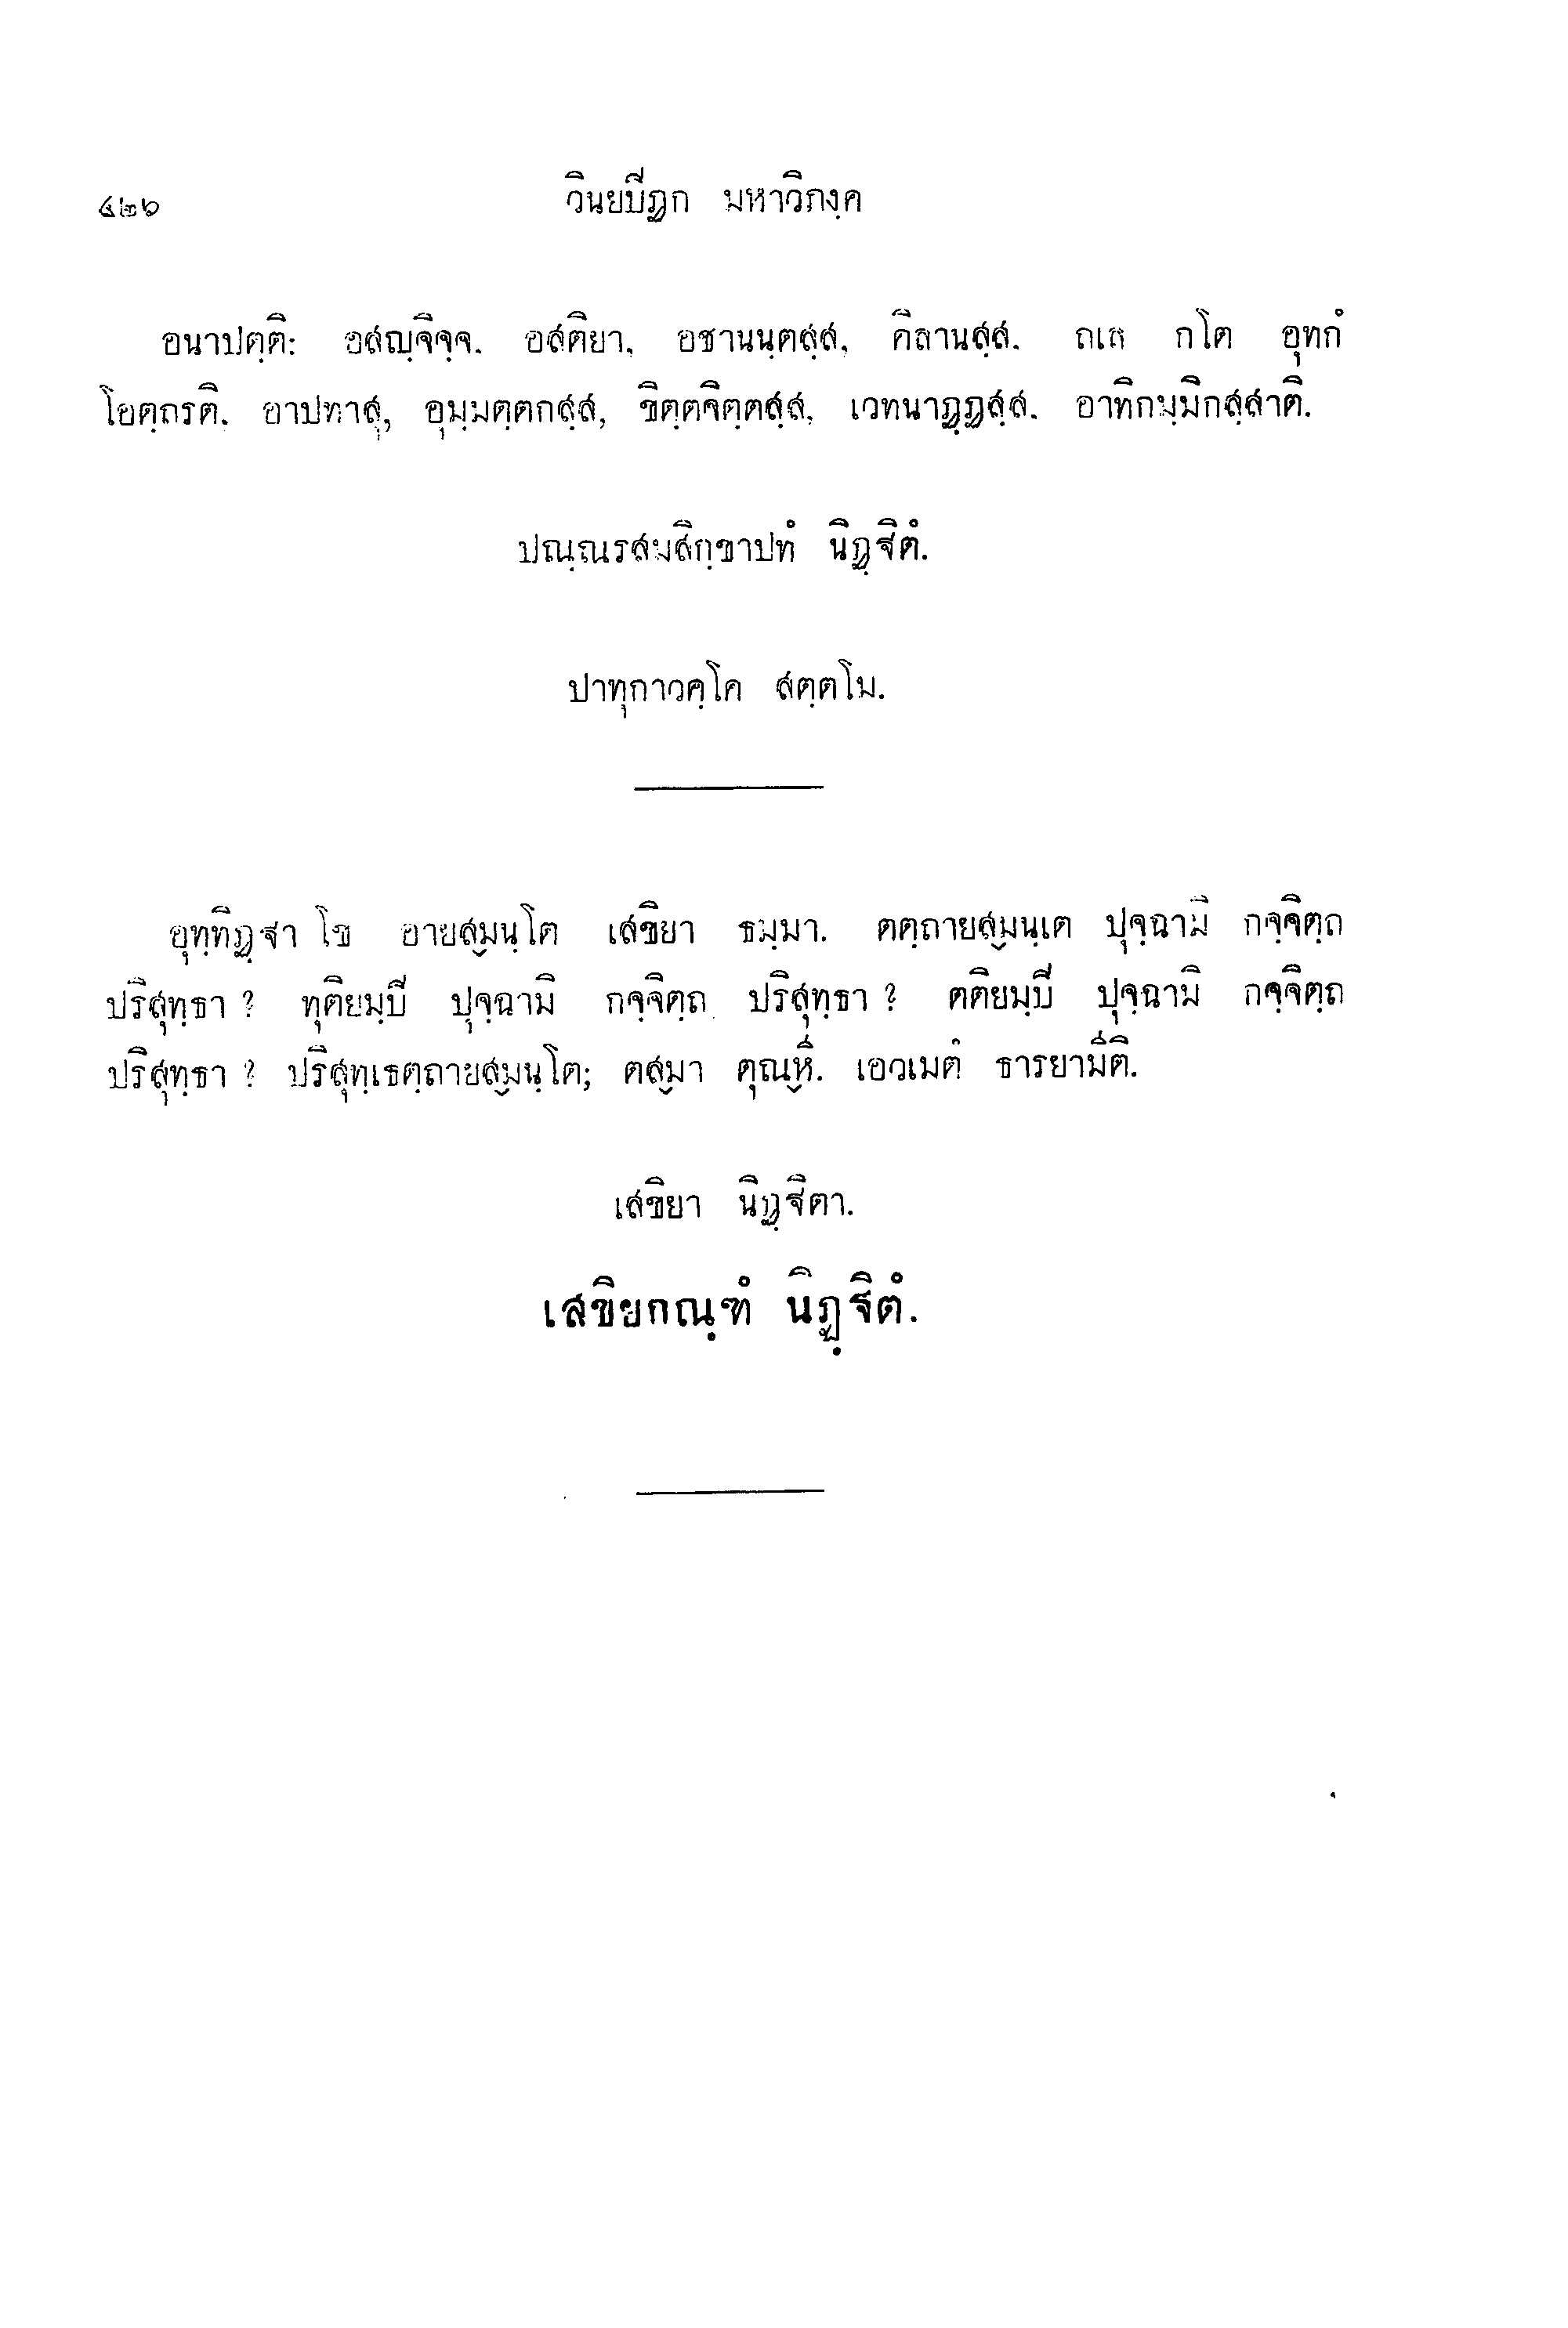 ๕๒๖ วินยปิฏก มหาวิภงฺค
อนาปตฺติ: อสญฺจิจฺจ, อสติยา, อชานนฺตสฺส, คิลานสฺส, ถเล กโต อุทกํ
โอตฺถรติ, อาปทาสุ, อุมฺมตฺตกสฺส, ขิตฺตจิตฺตสฺส, เวทนาฏฺฏสฺส, อาทิกมฺมิกสฺสาติ.
ปณฺณรสมสิกฺขาปทํ นิฏฺฐิตํ.
ปาทุกาวคฺโค สตฺตโม.
อุทฺทิฏฺฐา โข อายสฺมนฺโต เสขิยา ธมฺมา. ตตฺถายสฺมนฺเต ปุจฺฉามิ กจฺจิตฺถ
ปริสุทฺธา ? ทุติยมฺปิ ปุจฺฉามิ กจฺจิตฺถ ปริสุทฺธา ? ตติยมฺปิ ปุจฺฉามิ กจฺจิตฺถ
ปริสุทฺธา ? ปริสุทฺเธตฺถายสฺมนฺโต; ตสฺมา ตุณฺหี. เอวเมตํ ธารยามีติ.
เสขิยา นิฏฺฐิตา.
เสขิยกณฺฑํ นิฏฺฐิตํ.